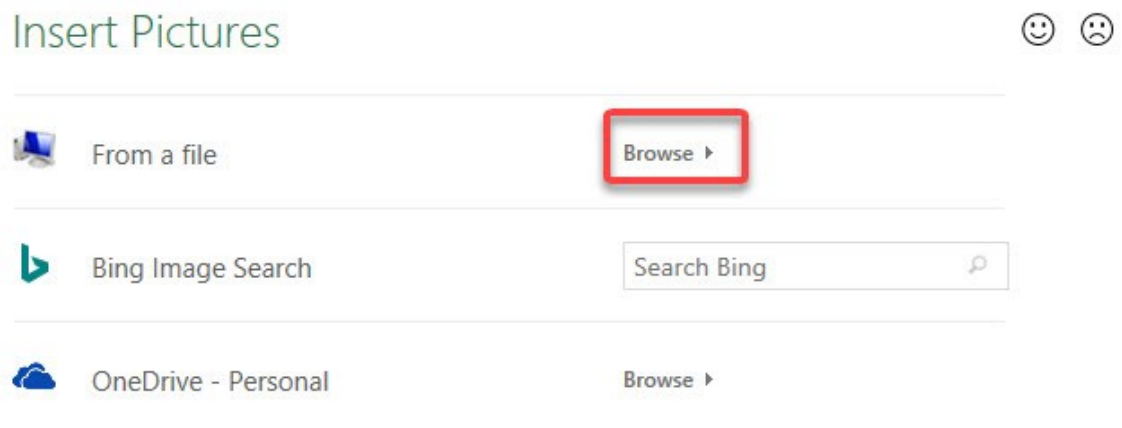 Insert Pictures
From a file Browse
Bing Image Search Search Bing
OneDrive - Personal Browse